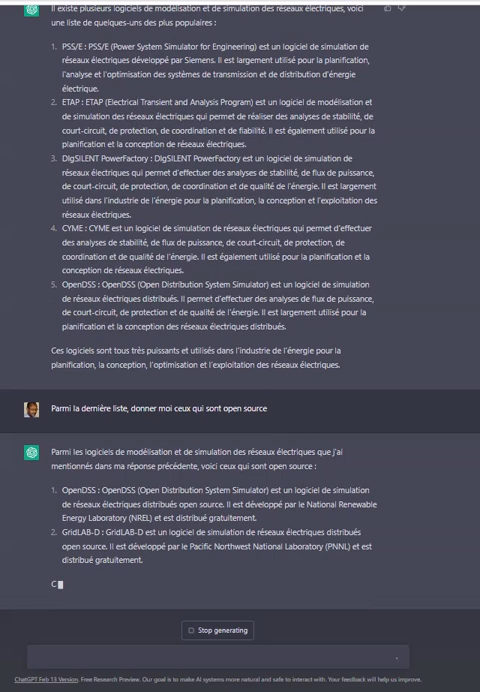 Il existe plusieurs logiciels de modélisation et de simulation des réseaux électriques, voici
une liste de quelques-uns des plus populaires :
1. PSS/E : PSS/E (Power System Simulator for Engineering) est un logiciel de simulation de
réseaux électriques développé par Siemens. Il est largement utilisé pour la planification,
l'analyse et l'optimisation des systèmes de transmission et de distribution d'énergie
électrique.
2. ETAP : ETAP (Electrical Transient and Analysis Program) est un logiciel de modélisation et
de simulation des réseaux électriques qui permet de réaliser des analyses de stabilité, de
court-circuit, de protection, de coordination et de fiabilité. Il est également utilisé pour la
planification et la conception de réseaux électriques.
3. DIgSILENT PowerFactory : DIgSILENT PowerFactory est un logiciel de simulation de
réseaux électriques qui permet d'effectuer des analyses de stabilité, de flux de puissance,
de court-circuit, de protection, de coordination et de qualité de l'énergie. Il est largement
utilisé dans l'industrie de l'énergie pour la planification, la conception et l'exploitation des
réseaux électriques.
4. CYME : CYME est un logiciel de simulation de réseaux électriques qui permet d'effectuer
des analyses de stabilité, de flux de puissance, de court-circuit, de protection, de
coordination et de qualité de l'énergie. Il est également utilisé pour la planification et la
conception de réseaux électriques.
5. OpenDSS : OpenDSS (Open Distribution System Simulator) est un logiciel de simulation
de réseaux électriques distribués. Il permet d'effectuer des analyses de flux de puissance,
de court-circuit, de protection et de qualité de l'énergie. Il est largement utilisé pour la
planification et la conception des réseaux électriques distribués.
Ces logiciels sont tous très puissants et utilisés dans l'industrie de l'énergie pour la
planification, la conception, l'optimisation et l'exploitation des réseaux électriques.
Parmi la dernière liste, donner moi ceux qui sont open source
Parmi les logiciels de modélisation et de simulation des réseaux électriques que j'ai
mentionnés dans ma réponse précédente, voici ceux qui sont open source :
1. OpenDSS : OpenDSS (Open Distribution System Simulator) est un logiciel de simulation
de réseaux électriques distribués open source. Il est développé par le National Renewable
Energy Laboratory (NREL) et est distribué gratuitement.
2. GridLAB-D : GridLAB-D est un logiciel de simulation de réseaux électriques distribués
open source. Il est développé par le Pacific Northwest National Laboratory (PNNL) et est
distribué gratuitement.
C
Stop generating
ChatGPT Feb 13 Version. Free Research Preview. Our goal is to make AI systems more natural and safe to interact with. Your feedback will help us improve.